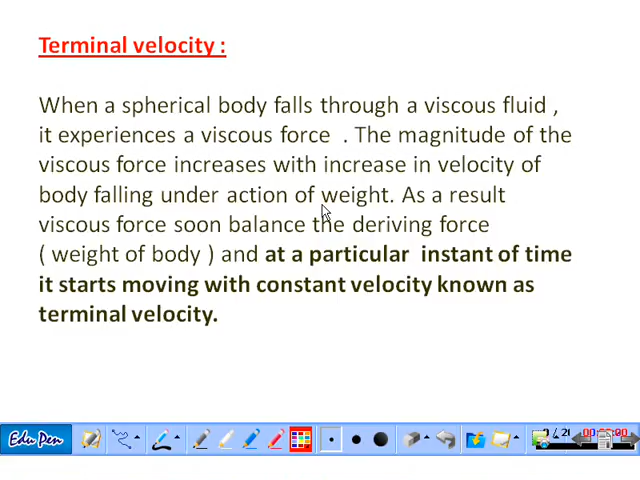 Terminal velocity :
When a spherical body falls through a viscous fluid ,
it experiences a viscous force . The magnitude of the
viscous force increases with increase in velocity of
body falling under action of weight. As a result
viscous force soon balance the deriving force
( weight of body ) and at a particular instant of time
it starts moving with constant velocity known as
terminal velocity.
Edu Pen